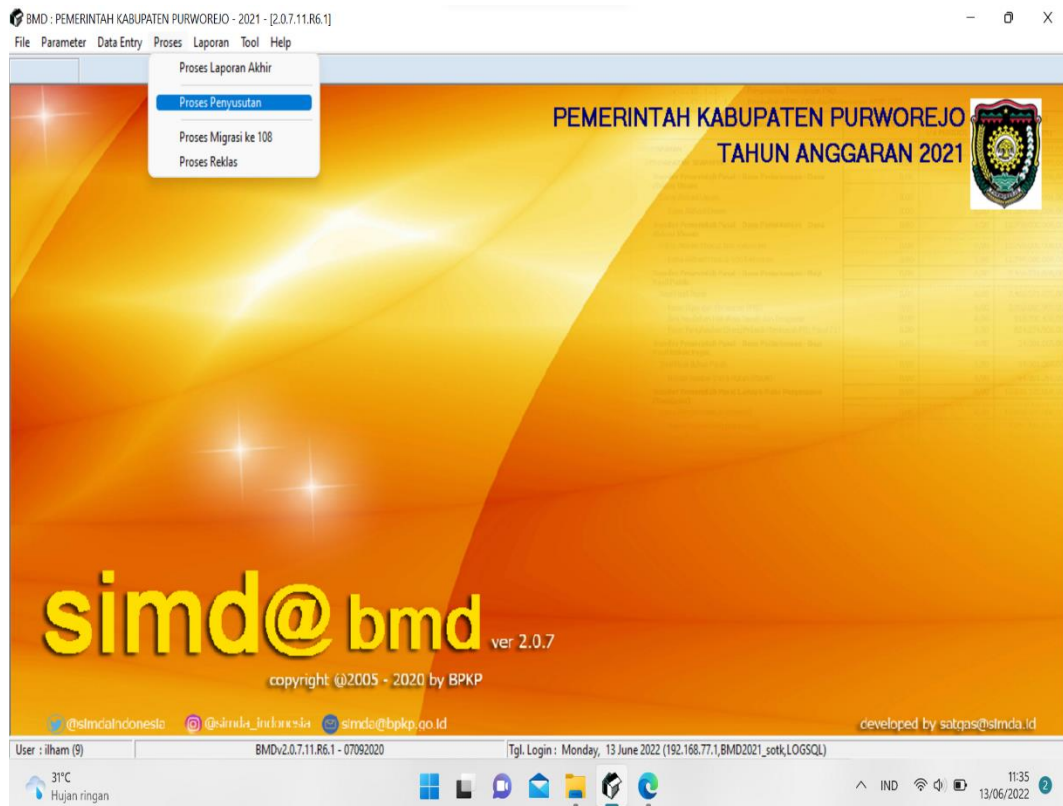 BMD : PEMERINTAH KABUPATEN PURWOREJO - 2021 - [2.0.7.11.R6.1]
File Parameter Data Entry Proses Laporan Tool Help
Proses Laporan Akhir
Proses Penyusutan
Proses Migrasi ke 108
Proses Reklas
PEMERINTAH KABUPATEN PURWOREJO
TAHUN ANGGARAN 2021
simd@ bmd ver 2.0.7
copyright @2005 - 2020 by BPKP
@simdaindonesia @simda_indonesia simda@bpkp.go.id
developed by satgas@simda.id
User : ilham (9) BMDv2.0.7.11.R6.1 - 07092020 Tgl. Login : Monday, 13 June 2022 (192.168.77.1,BMD2021_sotk,LOGSQL)
31°C
Hujan ringan
IND
11:35
13/06/2022
2